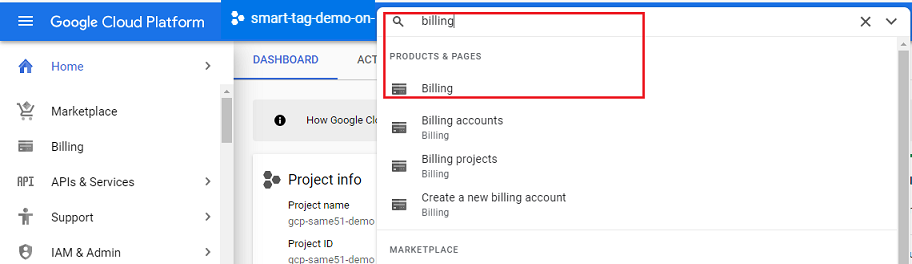 Google Cloud Platform
smart-tag-demo-on-
billing
Home
Marketplace
Billing
APIs & Services
Support
IAM & Admin
DASHBOARD
ACT
How Google Clo
Project info
Project name
gcp-same51-demo
Project ID
gcp-same51-demo
PRODUCTS & PAGES
Billing
Billing accounts
Billing
Billing projects
Billing
Create a new billing account
Billing
MARKETPLACE
API